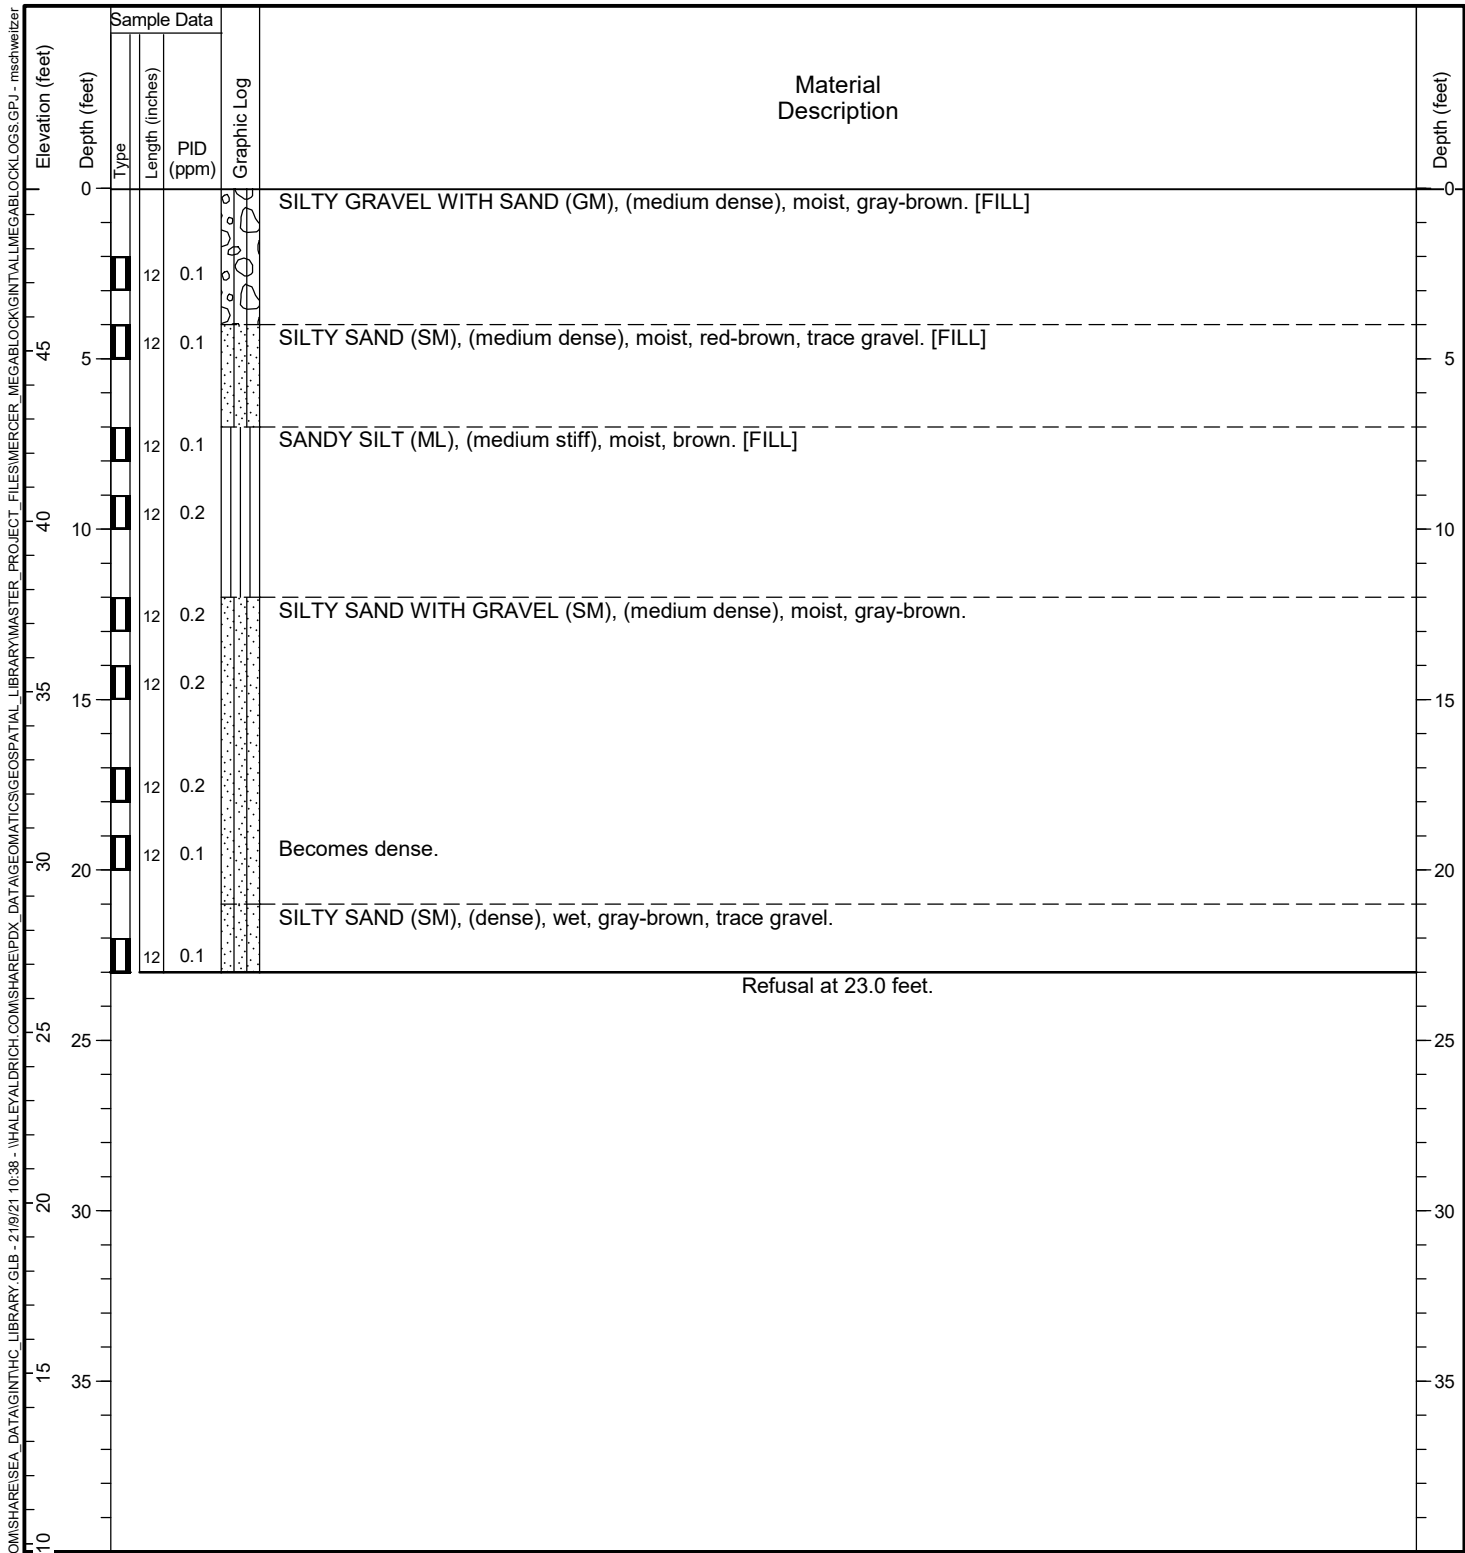 Sample Data
Elevation (feet)
Depth (feet)
Type
Length (inches)
PID
(ppm)
Graphic Log
Material
Description
Depth (feet)
0 0
SILTY GRAVEL WITH SAND (GM), (medium dense), moist, gray-brown. [FILL]
12 0.1
SILTY SAND (SM), (medium dense), moist, red-brown, trace gravel. [FILL]
12 0.1
45
5 5
SANDY SILT (ML), (medium stiff), moist, brown. [FILL]
12 0.1
12 0.2
40
10 10
SILTY SAND WITH GRAVEL (SM), (medium dense), moist, gray-brown.
12 0.2
12 0.2
35
15 15
12 0.2
12 0.1 Becomes dense.
30
20 20
SILTY SAND (SM), (dense), wet, gray-brown, trace gravel.
12 0.1
Refusal at 23.0 feet.
25
25 25
20
30 30
15
35 35
10
OM\SHARE\SEA_DATA\GINT\HC_LIBRARY.GLB - 21/9/21 10:38 - \\HALEYALDRICH.COM\SHARE\PDX_DATA\GEOMATICS\GEOSPATIAL_LIBRARY\MASTER_PROJECT_FILES\MERCER_MEGABLOCK\GINT\ALLMEGABLOCKLOGS.GPJ - mschweitzer